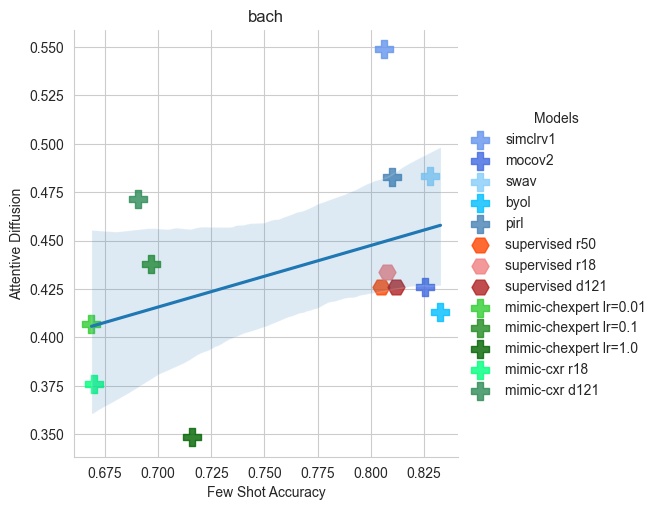 bach
0.550
0.525
0.500
0.475
0.450
0.425
0.400
0.375
0.350
Attentive Diffusion
0.675 0.700 0.725 0.750 0.775 0.800 0.825
Few Shot Accuracy
Models
simclrv1
mocov2
swav
byol
pirl
supervised r50
supervised r18
supervised d121
mimic-chexpert lr=0.01
mimic-chexpert lr=0.1
mimic-chexpert lr=1.0
mimic-cxr r18
mimic-cxr d121